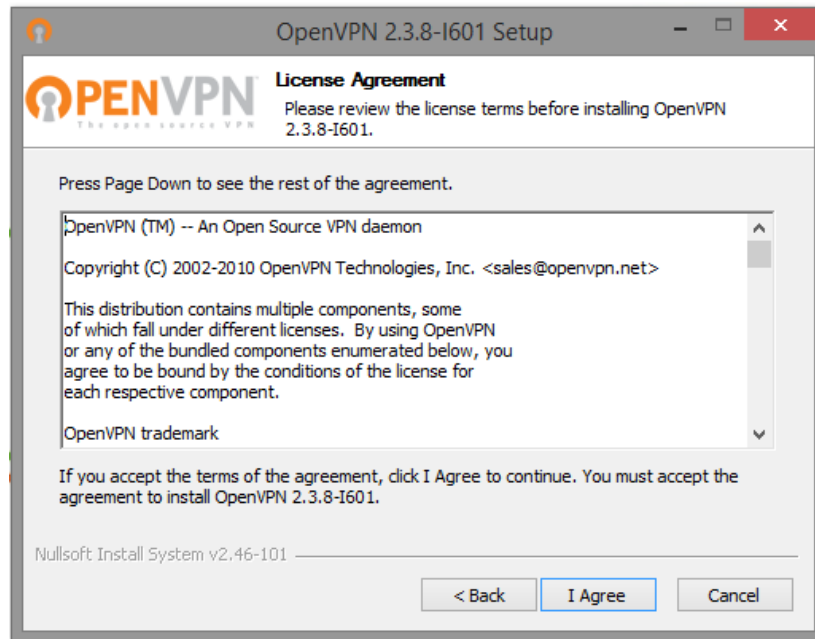 OpenVPN 2.3.8-I601 Setup
OPENVPN
The open source VPN
License Agreement
Please review the license terms before installing OpenVPN
2.3.8-I601.
Press Page Down to see the rest of the agreement.
OpenVPN (TM) -- An Open Source VPN daemon
Copyright (C) 2002-2010 OpenVPN Technologies, Inc. <sales@openvpn.net>
This distribution contains multiple components, some
of which fall under different licenses.  By using OpenVPN
or any of the bundled components enumerated below, you
agree to be bound by the conditions of the license for
each respective component.
OpenVPN trademark
If you accept the terms of the agreement, click I Agree to continue. You must accept the
agreement to install OpenVPN 2.3.8-I601.
Nullsoft Install System v2.46-101
< Back
I Agree
Cancel